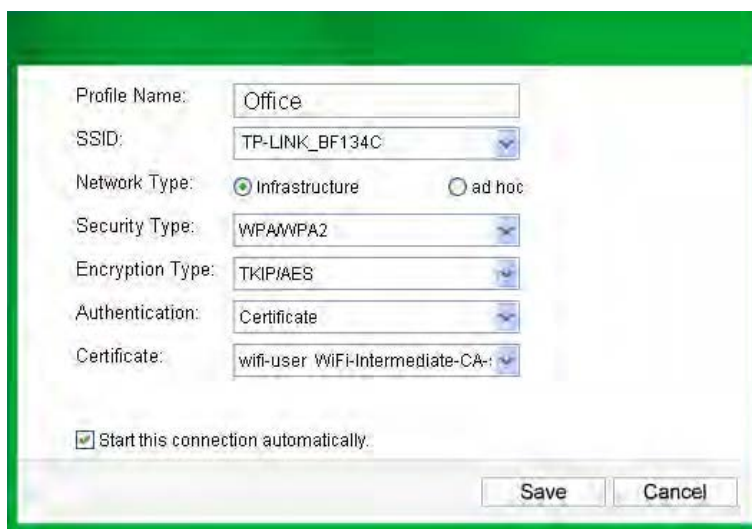 Profile Name: Office
SSID: TP-LINK_BF134C
Network Type: Infrastructure ad hoc
Security Type: WPA/WPA2
Encryption Type: TKIP/AES
Authentication: Certificate
Certificate: wifi-user WiFi-Intermediate-CA-
Start this connection automatically.
Save Cancel